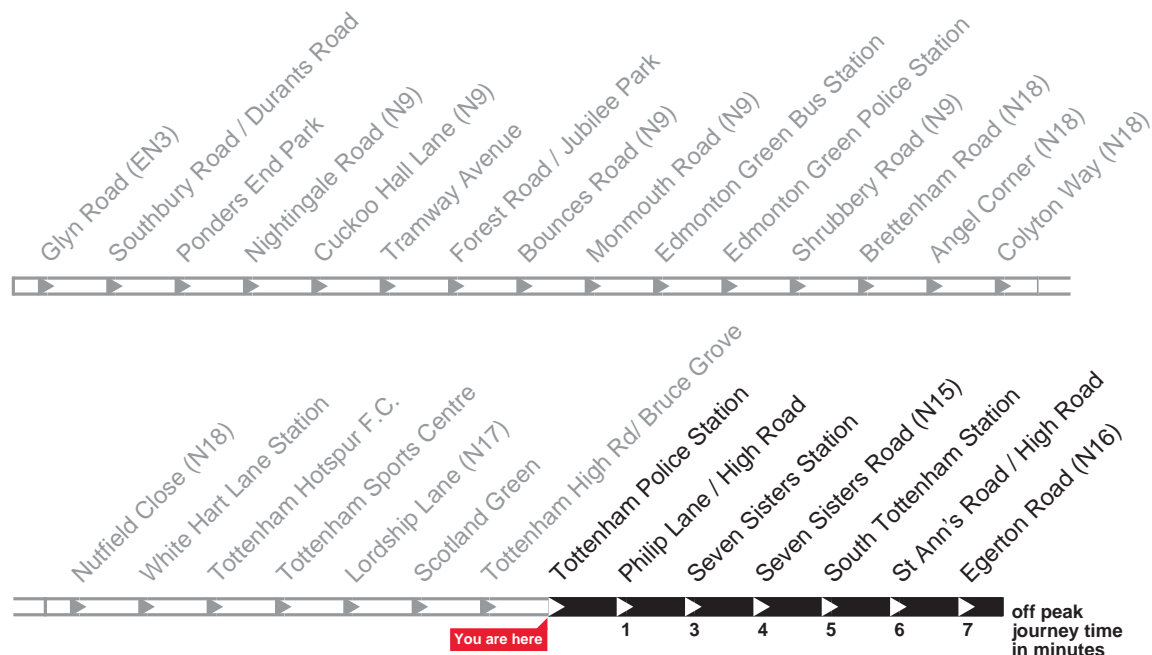 Glyn Road (EN3)
Southbury Road / Durants Road
Ponders End Park
Nightingale Road (N9)
Cuckoo Hall Lane (N9)
Tramway Avenue
Forest Road / Jubilee Park
Bounces Road (N9)
Monmouth Road (N9)
Edmonton Green Bus Station
Edmonton Green Police Station
Shrubbery Road (N9)
Brettenham Road (N18)
Angel Corner (N18)
Colyton Way (N18)
Nutfield Close (N18)
White Hart Lane Station
Tottenham Hotspur F.C.
Tottenham Sports Centre
Lordship Lane (N17)
Scotland Green
Tottenham High Rd/ Bruce Grove
Tottenham Police Station
Philip Lane / High Road
Seven Sisters Station
Seven Sisters Road (N15)
South Tottenham Station
St Ann's Road / High Road
Egerton Road (N16)
You are here
1 3 4 5 6 7
off peak
journey time
in minutes